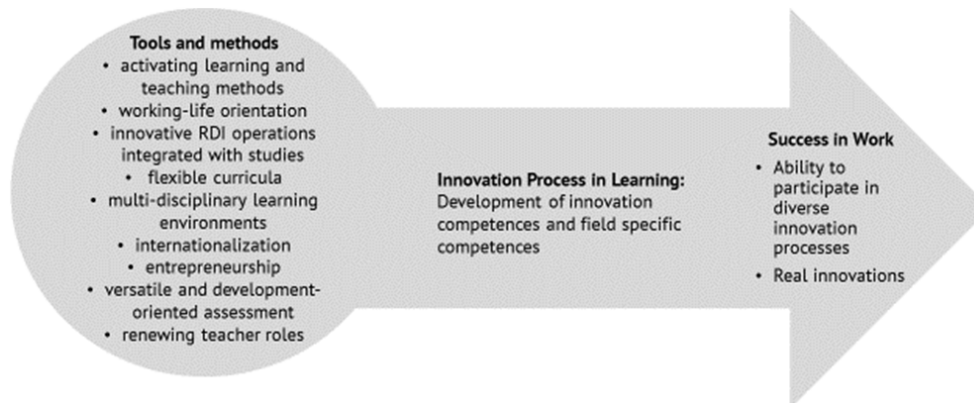 Tools and methods
• activating learning and
teaching methods
• working-life orientation
• innovative RDI operations
integrated with studies
• flexible curricula
• multi-disciplinary learning
environments
• internationalization
• entrepreneurship
• versatile and development-
oriented assessment
• renewing teacher roles
Innovation Process in Learning:
Development of innovation
competences and field specific
competences
Success in Work
• Ability to
participate in
diverse
innovation
processes
• Real innovations